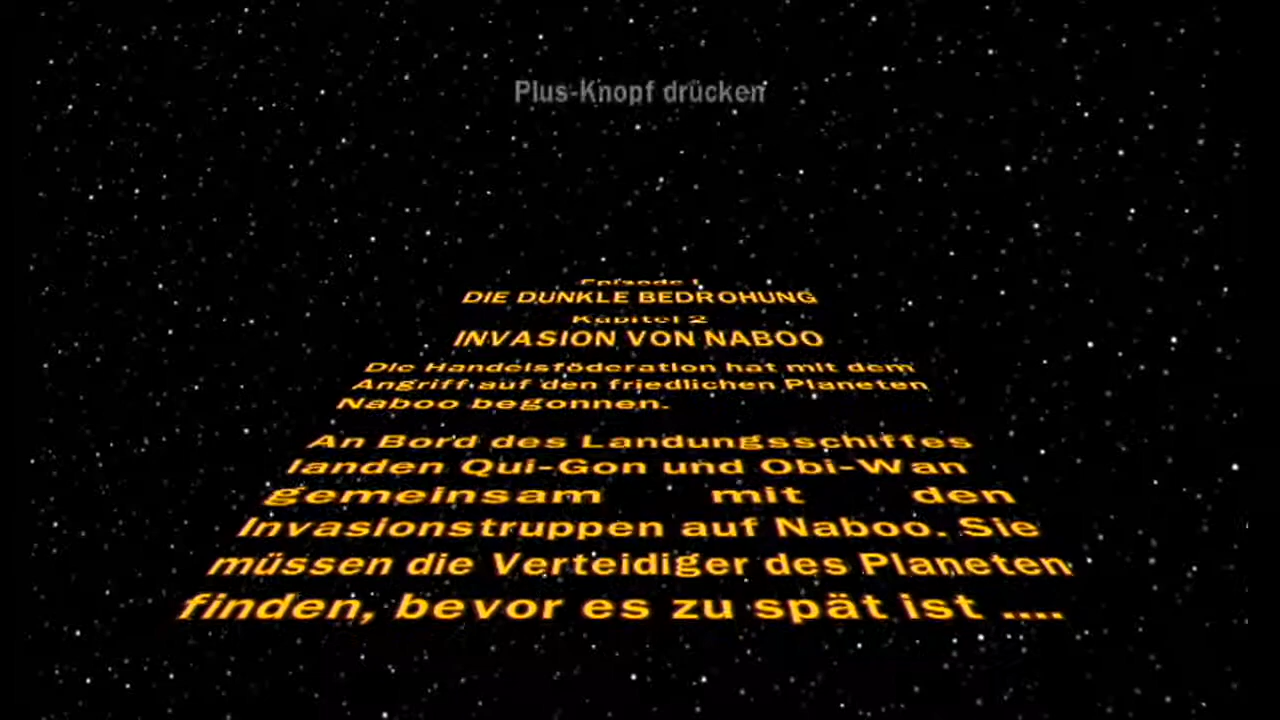 Plus-Knopf drücken
Episode I
DIE DUNKLE BEDROHUNG
Kapitel 2
INVASION VON NABOO
Die Handelsföderation hat mit dem
Angriff auf den friedlichen Planeten
Naboo begonnen.
An Bord des Landungsschiffes
landen Qui-Gon und Obi-Wan
gemeinsam mit den
Invasionstruppen auf Naboo. Sie
müssen die Verteidiger des Planeten
finden, bevor es zu spät ist ....